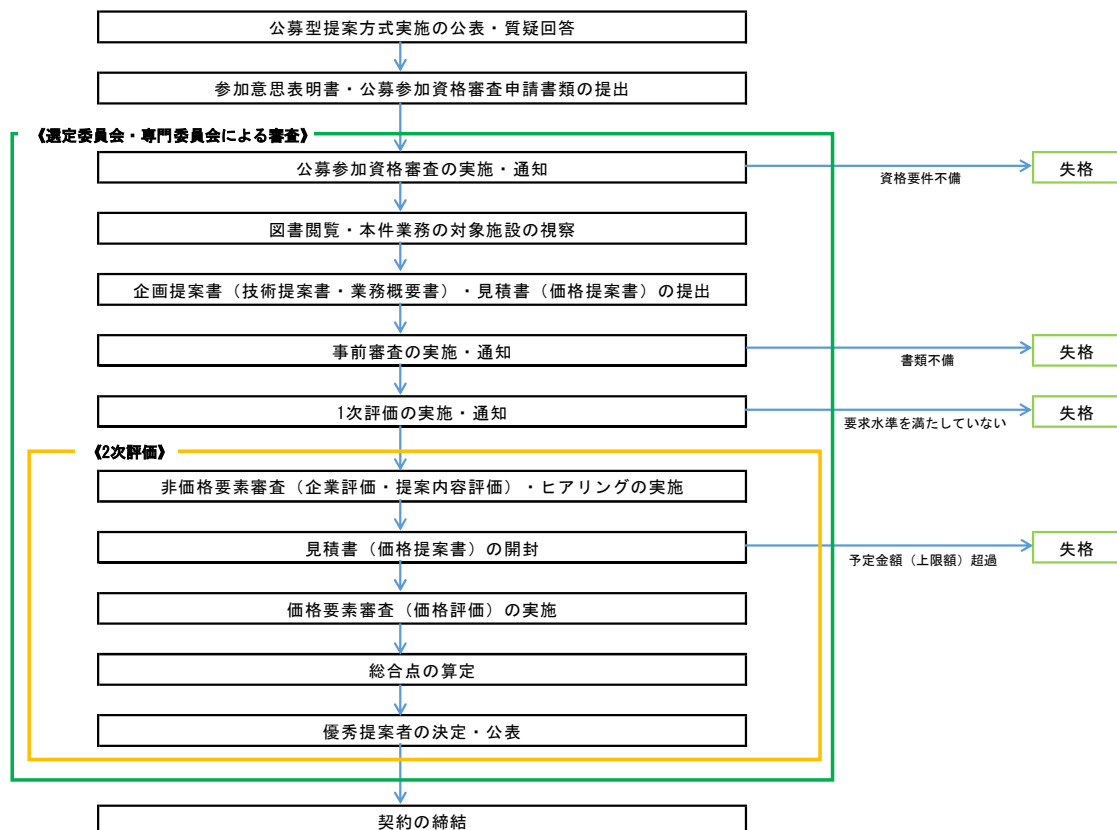 公募型提案方式実施の公表・質疑回答
参加意思表明書・公募参加資格審査申請書類の提出
《選定委員会・専門委員会による審査》
公募参加資格審査の実施・通知
資格要件不備
失格
図書閲覧・本件業務の対象施設の視察
企画提案書（技術提案書・業務概要書）・見積書（価格提案書）の提出
事前審査の実施・通知
書類不備
失格
1次評価の実施・通知
要求水準を満たしていない
失格
《2次評価》
非価格要素審査（企業評価・提案内容評価）・ヒアリングの実施
見積書（価格提案書）の開封
予定金額（上限額）超過
失格
価格要素審査（価格評価）の実施
総合点の算定
優秀提案者の決定・公表
契約の締結